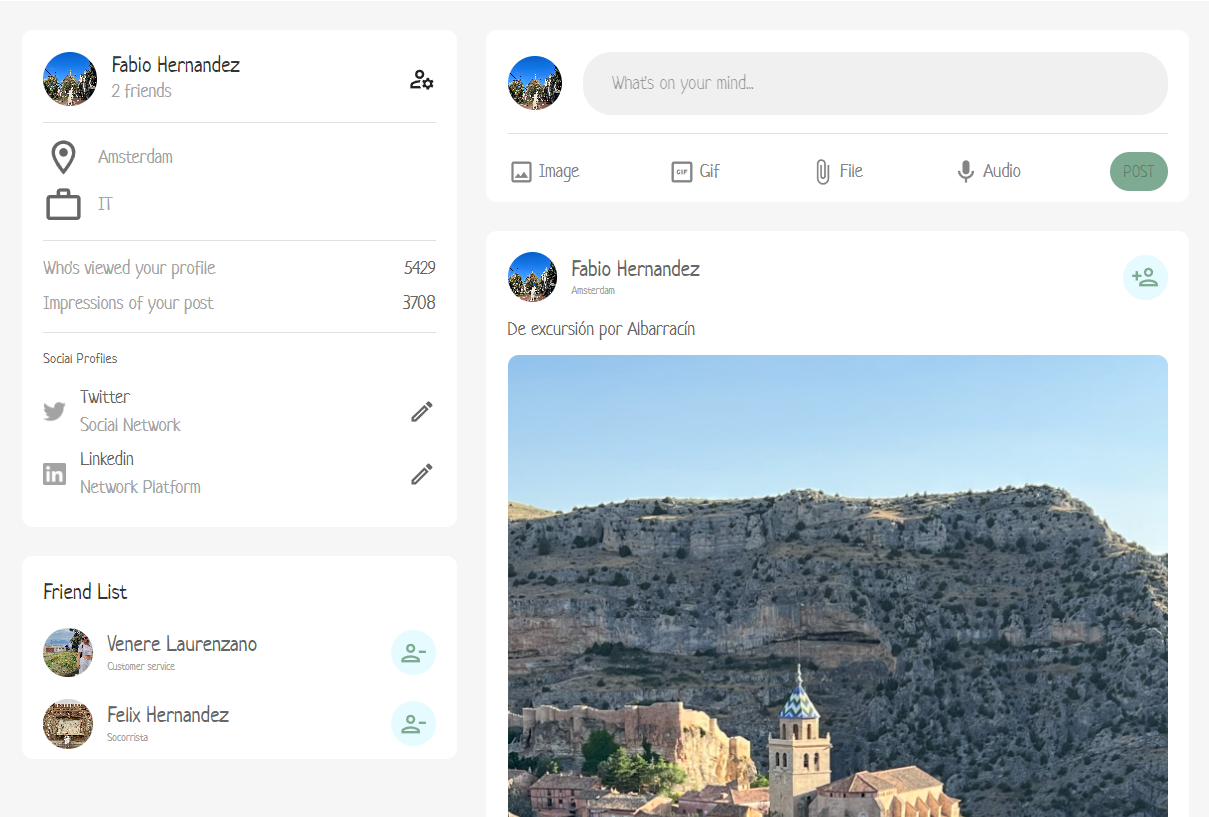 Fabio Hernandez
2 friends
Amsterdam
IT
Who's viewed your profile 5429
Impressions of your post 3708
Social Profiles
Twitter
Social Network
in
Linkedin
Network Platform
Friend List
Venere Laurenzano
Customer service
Felix Hernandez
Socorrista
What's on your mind...
Image
GIF
Gif
File
Audio
POST
Fabio Hernandez
Amsterdam
De excursión por Albarracín